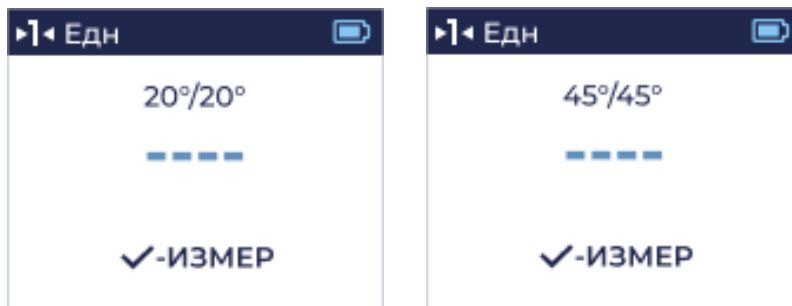 Едн
20°/20°
----
✓-ИЗМЕР
Едн
45°/45°
----
✓-ИЗМЕР